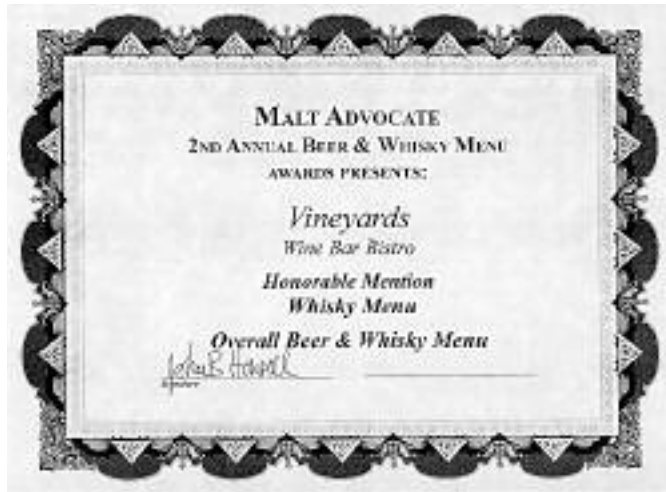 MALT ADVOCATE
2ND ANNUAL BEER & WHISKY MENU
AWARDS PRESENTS:
Vineyards
Wine Bar Bistro
Honorable Mention
Whisky Menu
Overall Beer & Whisky Menu